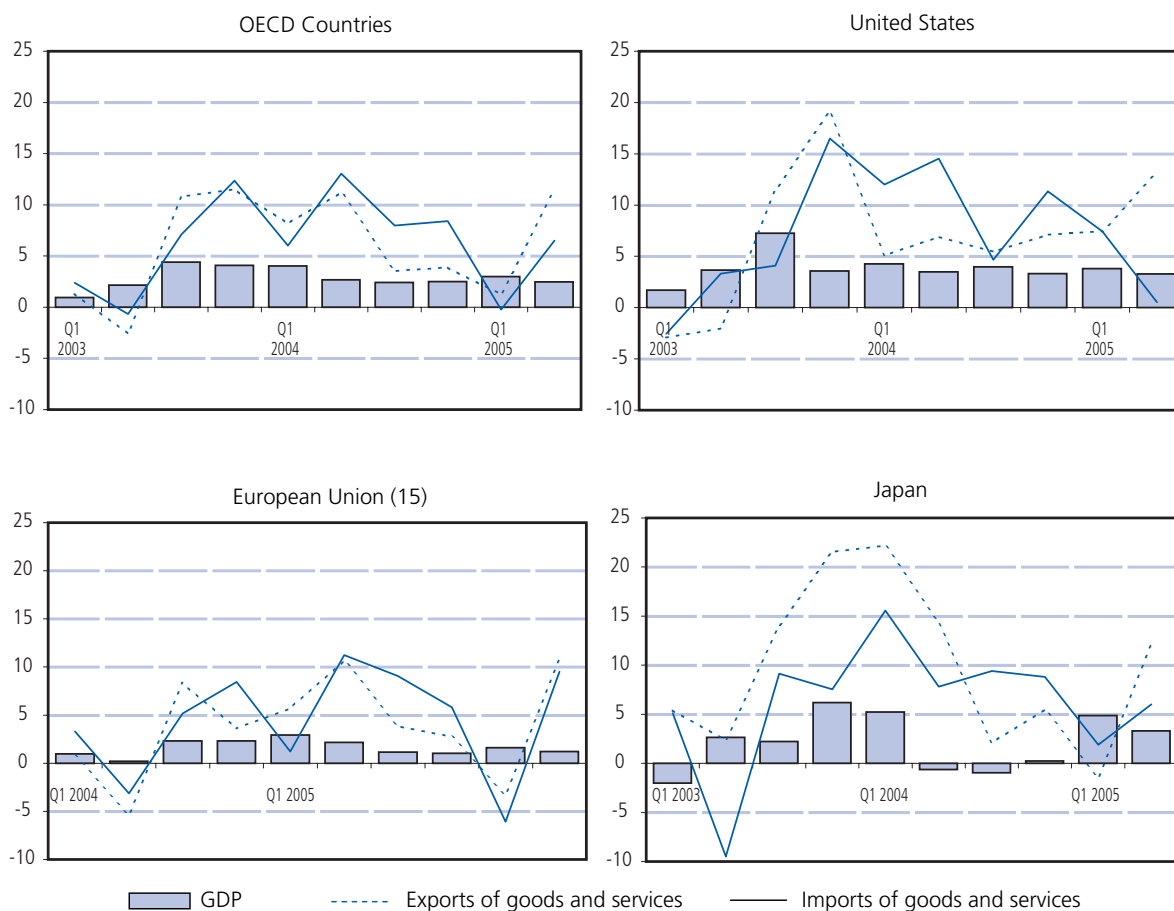 OECD Countries
25
20
15
10
5
0
-5
-10
Q1 Q1 Q1
2003 2004 2005
United States
25
20
15
10
5
0
-5
-10
Q1 Q1 Q1
2003 2004 2005
European Union (15)
25
20
15
10
5
0
-5
-10
Q1 2004 Q1 2005
Japan
25
20
15
10
5
0
-5
-10
Q1 2003 Q1 2004 Q1 2005
GDP Exports of goods and services Imports of goods and services